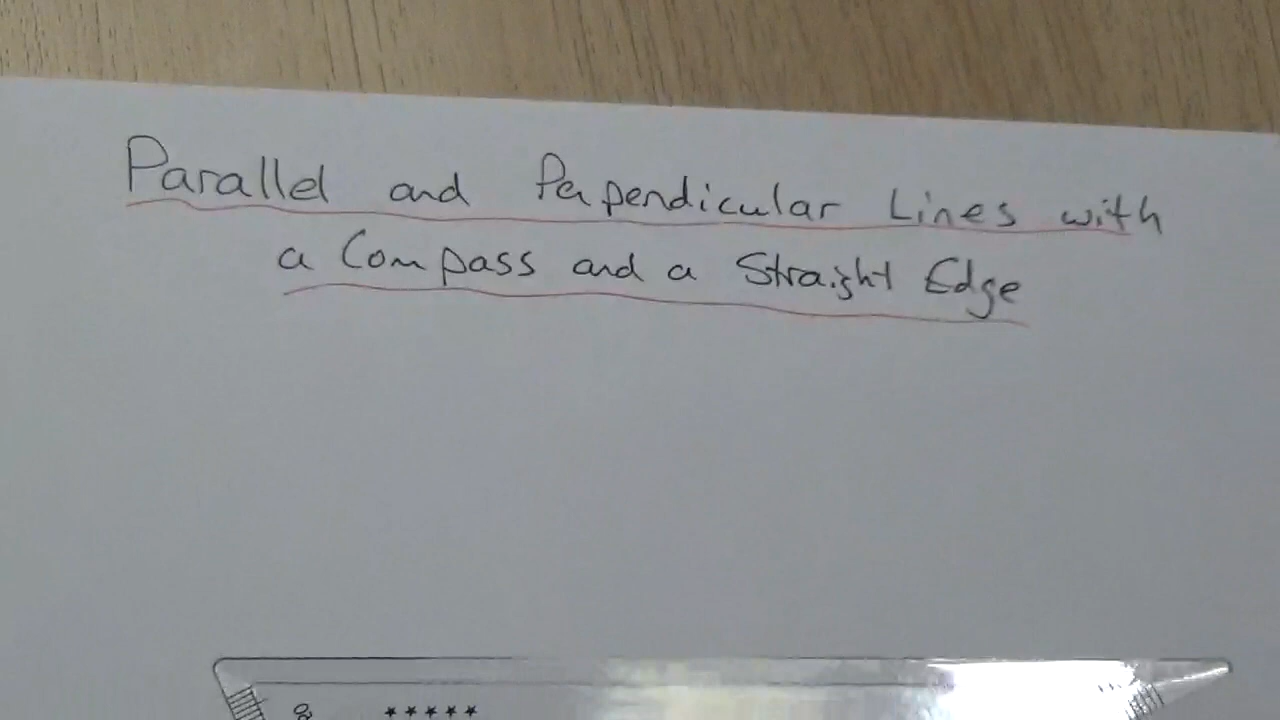 Parallel and Perpendicular Lines with
a Compass and a Straight Edge
★★★★★